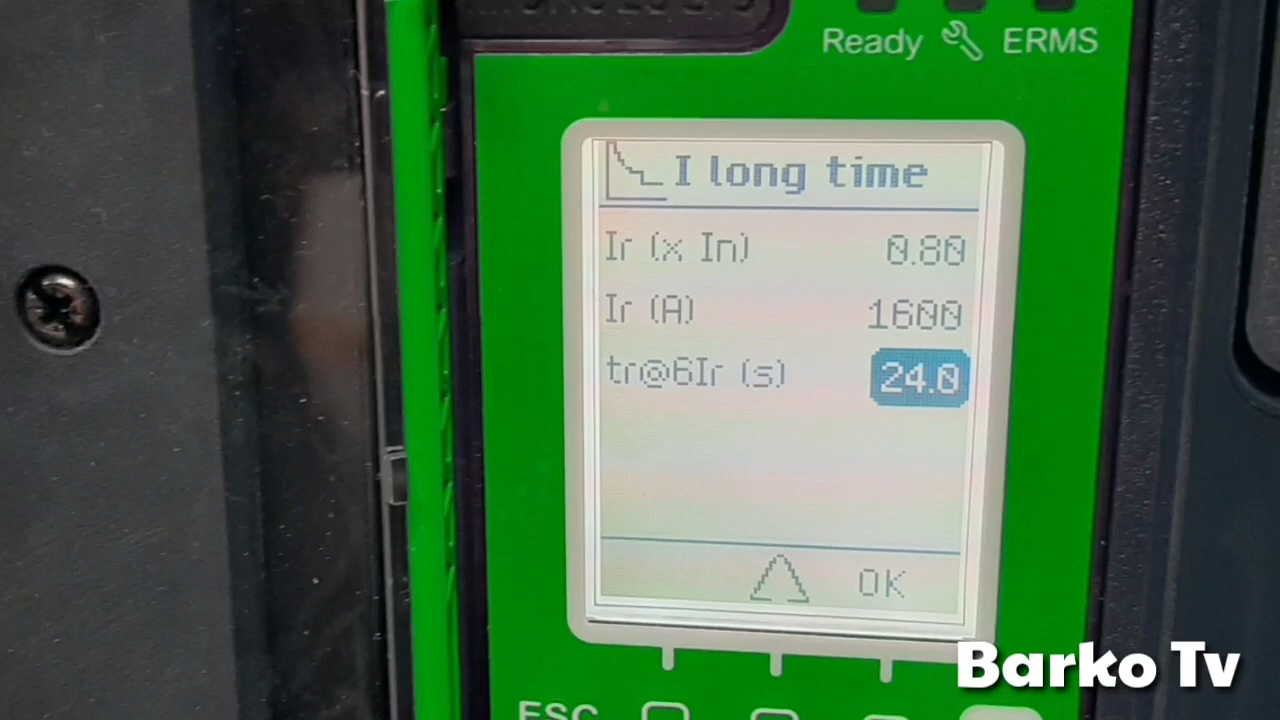 Ready ERMS
I long time
Ir (x In) 0.80
Ir (A) 1600
tr@6Ir (s) 24.0
OK
Barko Tv
ESC